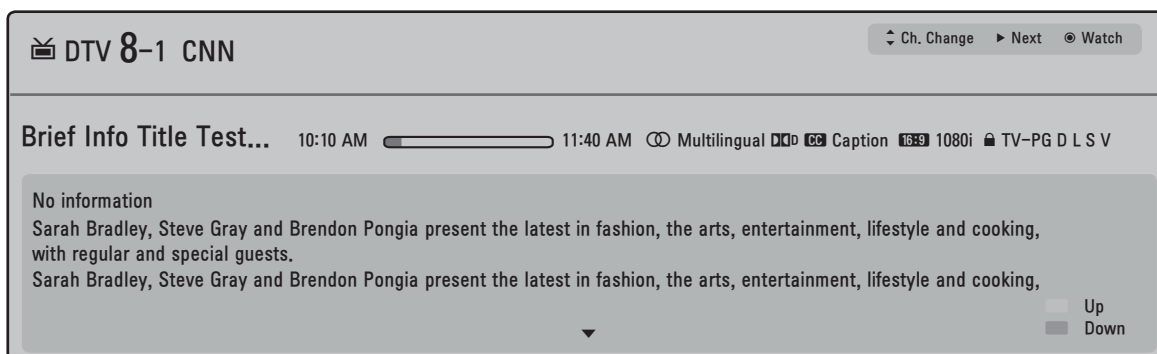 DTV 8-1 CNN
Ch. Change Next Watch
Brief Info Title Test... 10:10 AM 11:40 AM Multilingual D CC Caption 16:9 1080i TV-PG D L S V
No information
Sarah Bradley, Steve Gray and Brendon Pongia present the latest in fashion, the arts, entertainment, lifestyle and cooking,
with regular and special guests.
Sarah Bradley, Steve Gray and Brendon Pongia present the latest in fashion, the arts, entertainment, lifestyle and cooking,
Up
Down